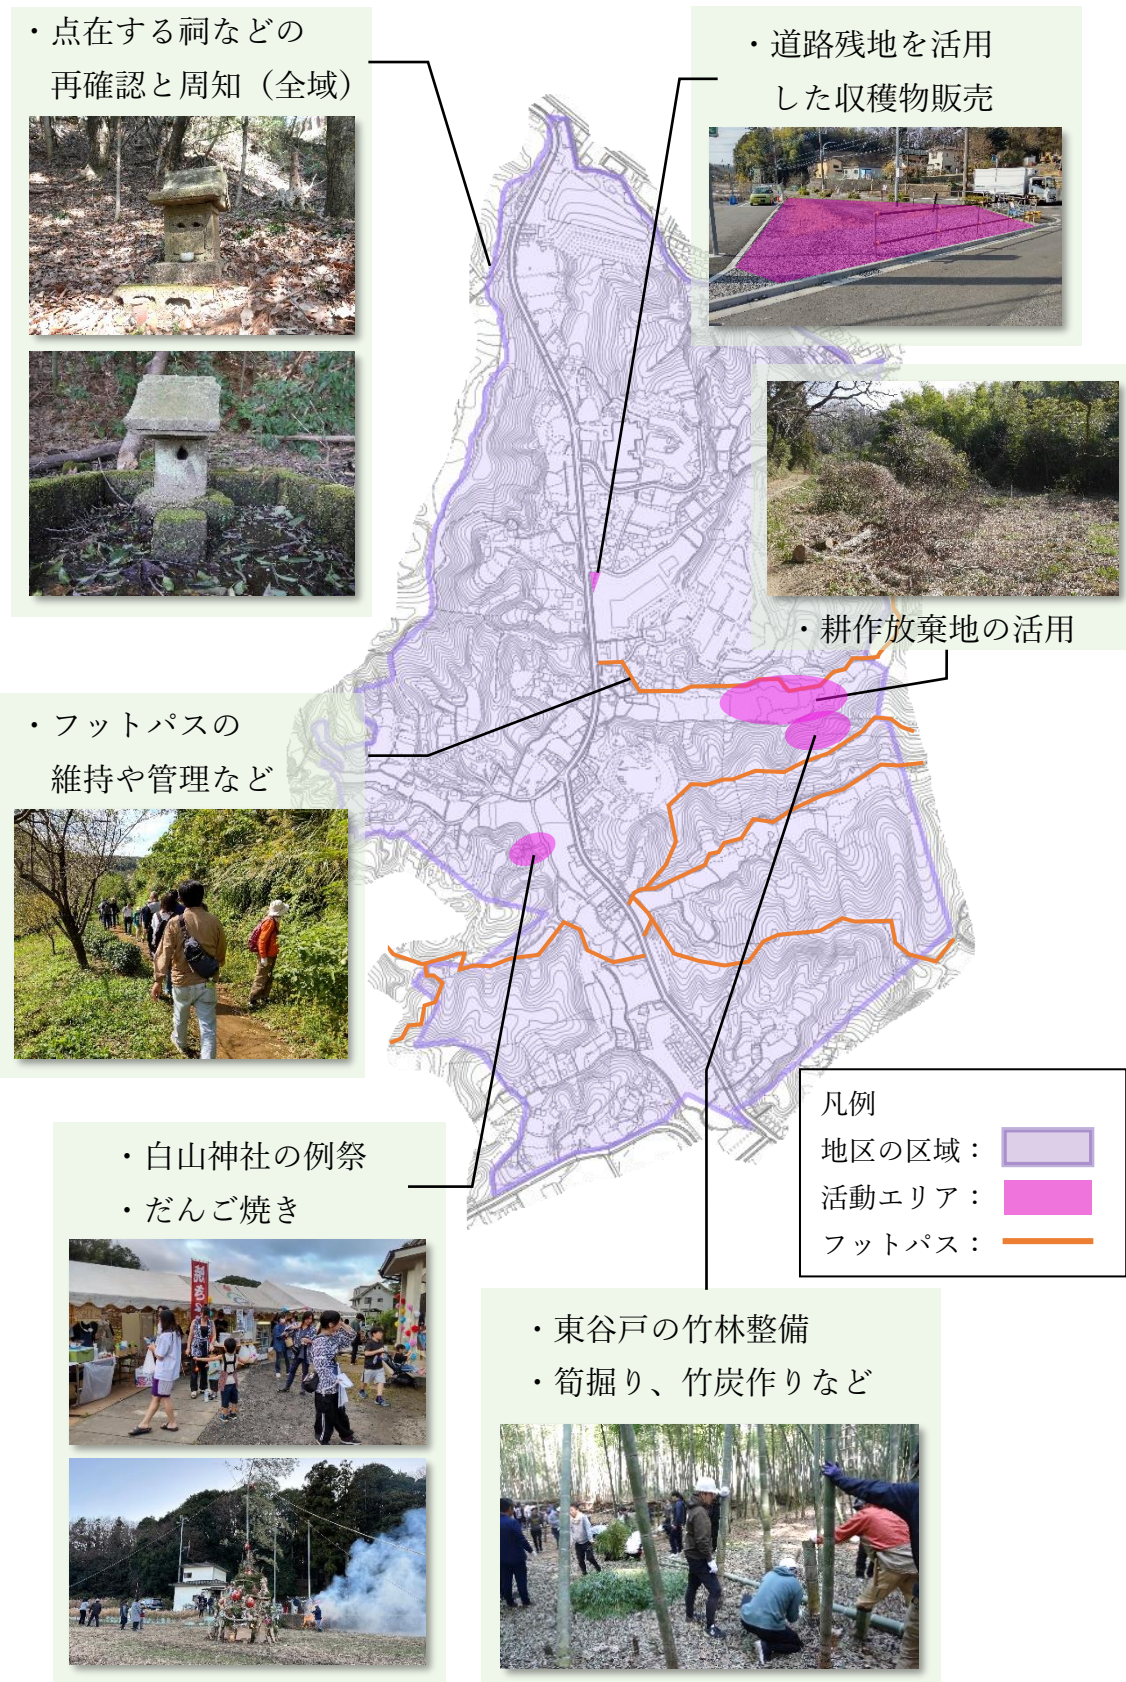 ・点在する祠などの
再確認と周知（全域）
・道路残地を活用
した収穫物販売
・耕作放棄地の活用
・フットパスの
維持や管理など
凡例
地区の区域：
活動エリア：
フットパス：
・白山神社の例祭
・だんご焼き
・東谷戸の竹林整備
・筍掘り、竹炭作りなど